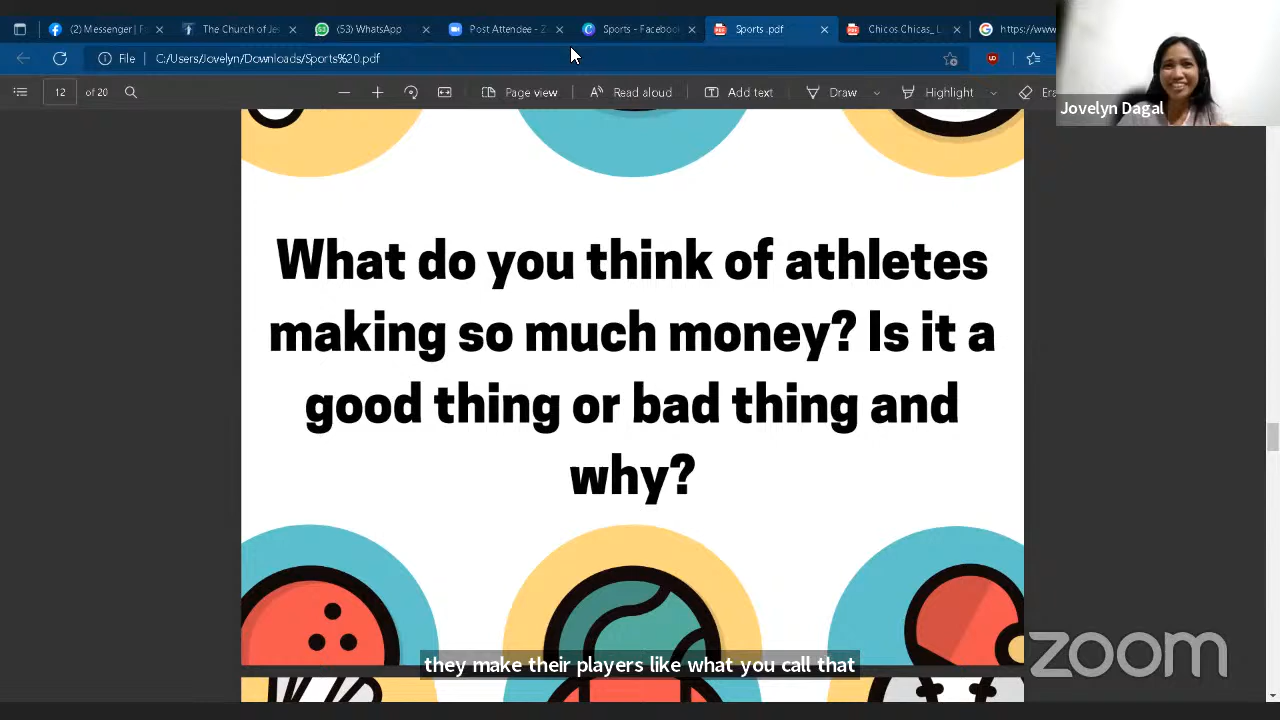 (2) Messenger | Fa
The Church of Jes
(53) WhatsApp
Post Attendee - Z
Sports - Facebook
Sports .pdf
Chicos Chicas_ L
https://www
File
C:/Users/Jovelyn/Downloads/Sports%20.pdf
12 of 20
Page view
Read aloud
Add text
Draw
Highlight
Era
Jovelyn Dagal
What do you think of athletes
making so much money? Is it a
good thing or bad thing and
why?
they make their players like what you call that
zoom